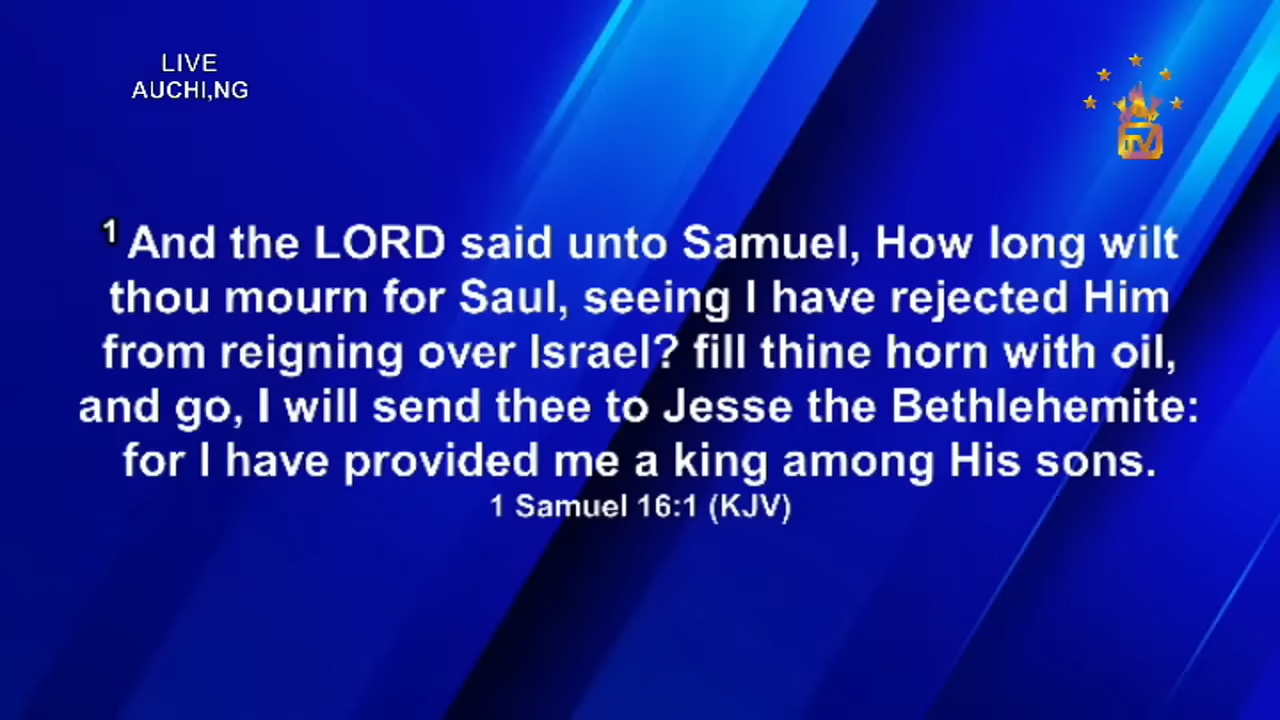 LIVE
AUCHI,NG
TV
1 And the LORD said unto Samuel, How long wilt
thou mourn for Saul, seeing I have rejected Him
from reigning over Israel? fill thine horn with oil,
and go, I will send thee to Jesse the Bethlehemite:
for I have provided me a king among His sons.
1 Samuel 16:1 (KJV)